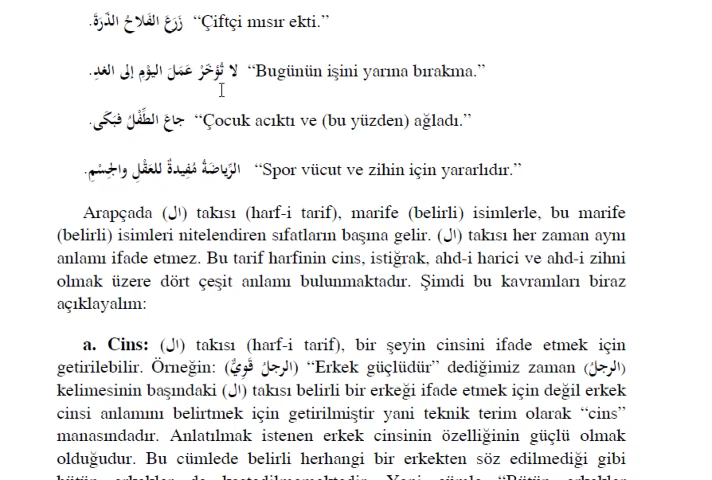 زَرَعَ الفَلاحُ الذُرَةَ. “Çiftçi mısır ekti.”
لا تُؤَخِّرْ عَمَلَ اليوْمِ إلى الغدِ. “Bugünün işini yarına bırakma.”
جاعَ الطِّفْلُ فبَكَى. “Çocuk acıktı ve (bu yüzden) ağladı.”
الرِّياضَةُ مُفِيدةٌ للعَقْلِ والجِسْمِ. “Spor vücut ve zihin için yararlıdır.”
Arapçada (ال) takısı (harf-i tarif), marife (belirli) isimlerle, bu marife
(belirli) isimleri nitelendiren sıfatların başına gelir. (ال) takısı her zaman aynı
anlamı ifade etmez. Bu tarif harfinin cins, istiğrak, ahd-i harici ve ahd-i zihni
olmak üzere dört çeşit anlamı bulunmaktadır. Şimdi bu kavramları biraz
açıklayalım:
a. Cins: (ال) takısı (harf-i tarif), bir şeyin cinsini ifade etmek için
getirilebilir. Örneğin: (الرجلُ قَوِيٌّ) “Erkek güçlüdür” dediğimiz zaman (الرجلُ)
kelimesinin başındaki (ال) takısı belirli bir erkeği ifade etmek için değil erkek
cinsi anlamını belirtmek için getirilmiştir yani teknik terim olarak “cins”
manasındadır. Anlatılmak istenen erkek cinsinin özelliğinin güçlü olmak
olduğudur. Bu cümlede belirli herhangi bir erkekten söz edilmediği gibi